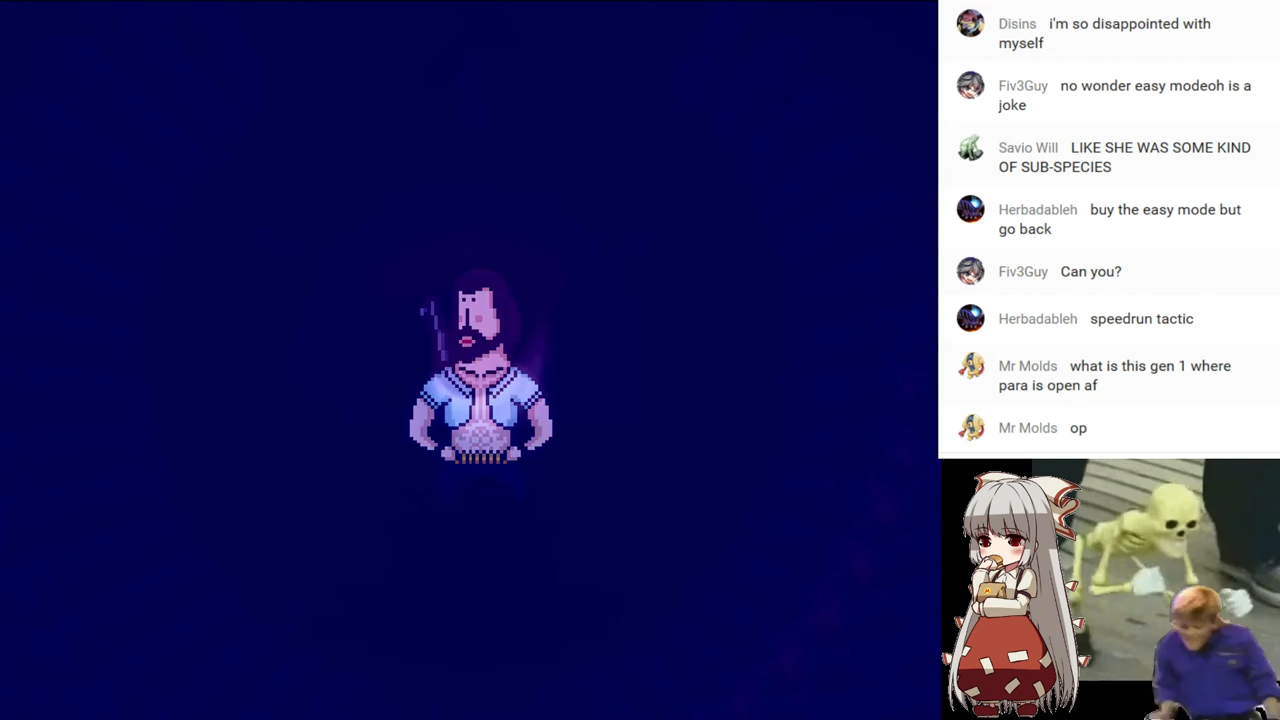 Disins i'm so disappointed with
myself
Fiv3Guy no wonder easy modeoh is a
joke
Savio Will LIKE SHE WAS SOME KIND
OF SUB-SPECIES
Herbadableh buy the easy mode but
go back
Fiv3Guy Can you?
Herbadableh speedrun tactic
Mr Molds what is this gen 1 where
para is open af
Mr Molds op